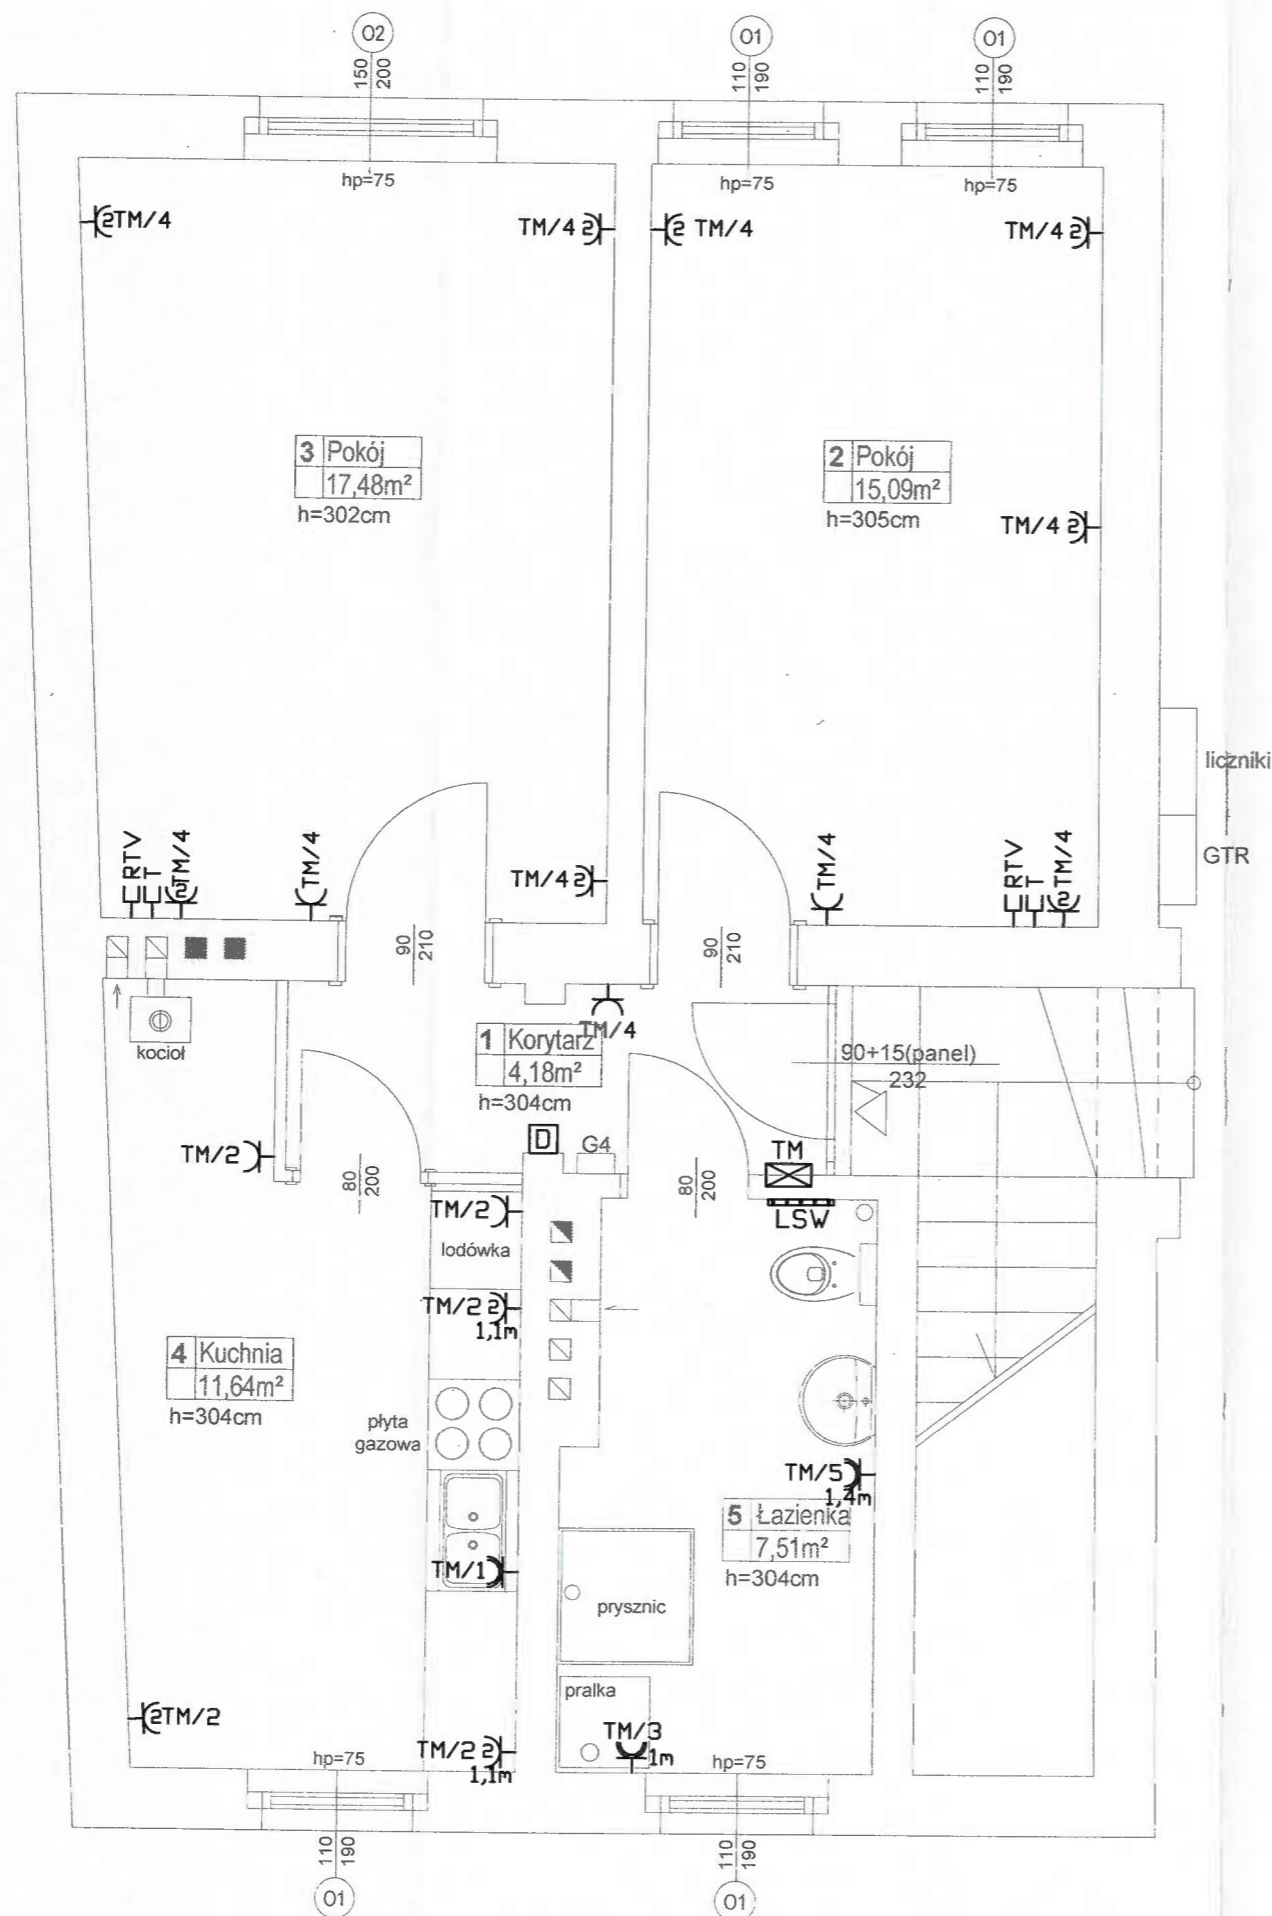 O2
O1
O1
150
200
110
190
110
190
hp=75
hp=75
hp=75
2TM/4
TM/4 2
2 TM/4
TM/4 2
3 Pokój
17,48m²
h=302cm
2 Pokój
15,09m²
h=305cm
TM/4 2
liczniki
GTR
RTV
T
2TM/4
TM/4
TM/4 2
TM/4
RTV
T
2TM/4
90
210
90
210
kocioł
1 Korytarz
TM/4
4,18m²
h=304cm
90+15(panel)
232
D
G4
TM
LSW
TM/2
80
200
80
200
TM/2
lodówka
TM/2 2
1,1m
4 Kuchnia
11,64m²
h=304cm
płyta
gazowa
TM/5
1,4m
5 Łazienka
7,51m²
h=304cm
TM/1
prysznic
pralka
TM/3
1m
2TM/2
TM/2 2
1,1m
hp=75
hp=75
110
190
110
190
O1
O1